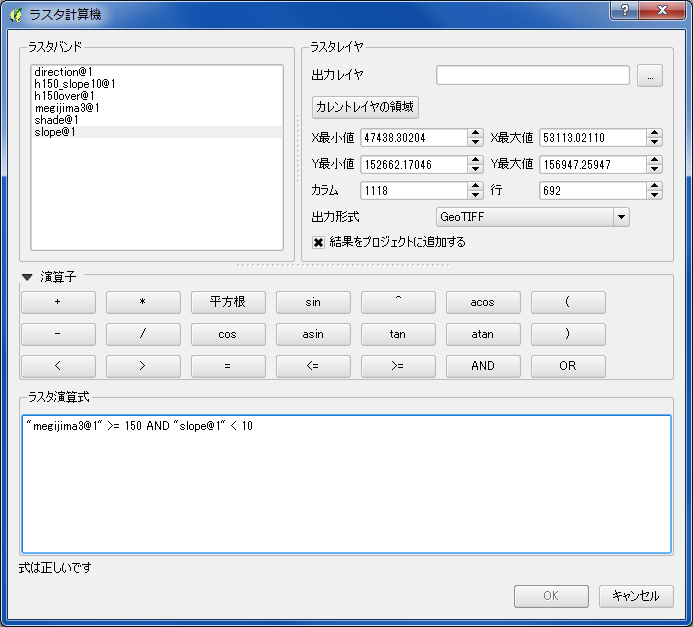 ラスタ計算機
ラスタバンド
direction@1
h150_slope10@1
h150over@1
megijima3@1
shade@1
slope@1
ラスタレイヤ
出力レイヤ
...
カレントレイヤの領域
X最小値 47438.30204 X最大値 53113.02110
Y最小値 152662.17046 Y最大値 156947.25947
カラム 1118 行 692
出力形式 GeoTIFF
結果をプロジェクトに追加する
演算子
+ * 平方根 sin ^ acos (
- / cos asin tan atan )
< > = <= >= AND OR
ラスタ演算式
"megijima3@1" >= 150 AND "slope@1" < 10
式は正しいです
OK キャンセル